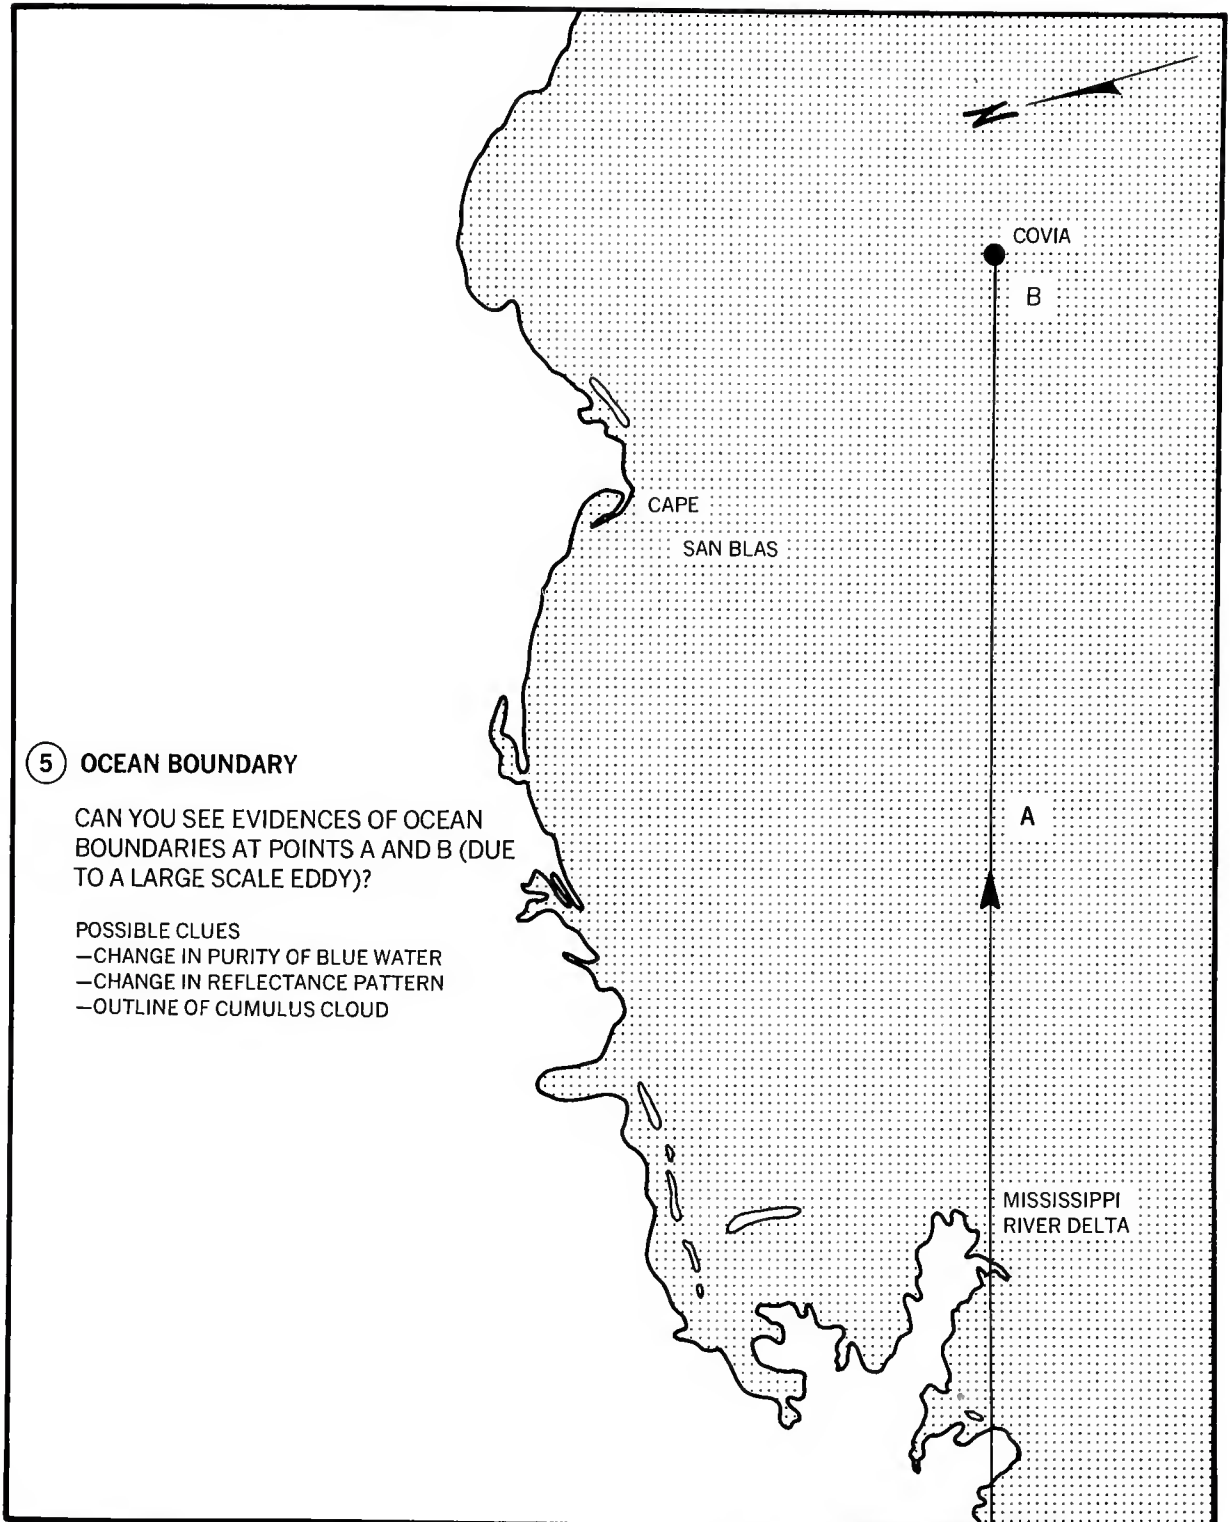 N
COVIA
B
CAPE
SAN BLAS
5 OCEAN BOUNDARY
CAN YOU SEE EVIDENCES OF OCEAN
BOUNDARIES AT POINTS A AND B (DUE
TO A LARGE SCALE EDDY)?
POSSIBLE CLUES
—CHANGE IN PURITY OF BLUE WATER
—CHANGE IN REFLECTANCE PATTERN
—OUTLINE OF CUMULUS CLOUD
A
MISSISSIPPI
RIVER DELTA